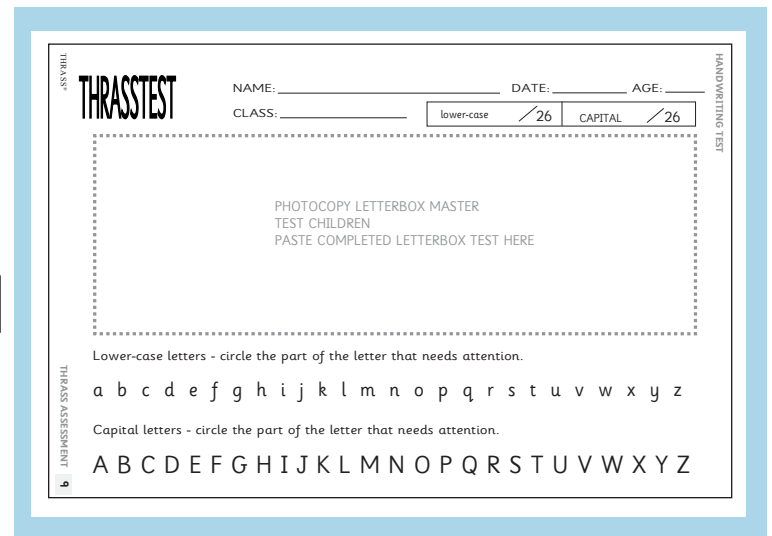 THRASS®
HANDWRITING TEST
THRASSTEST
NAME: DATE: AGE:
CLASS: lower-case /26 CAPITAL /26
PHOTOCOPY LETTERBOX MASTER
TEST CHILDREN
PASTE COMPLETED LETTERBOX TEST HERE
Lower-case letters - circle the part of the letter that needs attention.
a b c d e f g h i j k l m n o p q r s t u v w x y z
Capital letters - circle the part of the letter that needs attention.
A B C D E F G H I J K L M N O P Q R S T U V W X Y Z
THRASS ASSESSMENT 9